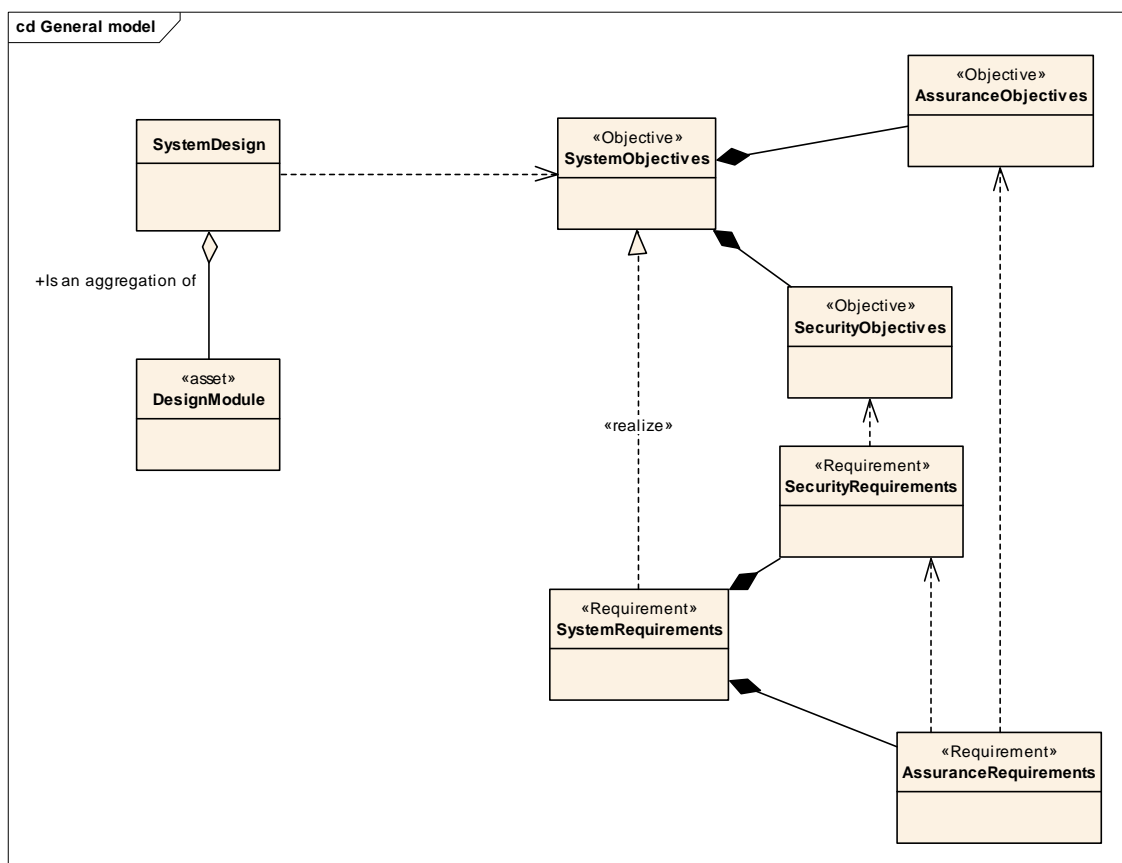 cd General model
«Objective»
AssuranceObjectives
SystemDesign
«Objective»
SystemObjectives
+Is an aggregation of
«Objective»
SecurityObjectives
«asset»
DesignModule
«realize»
«Requirement»
SecurityRequirements
«Requirement»
SystemRequirements
«Requirement»
AssuranceRequirements